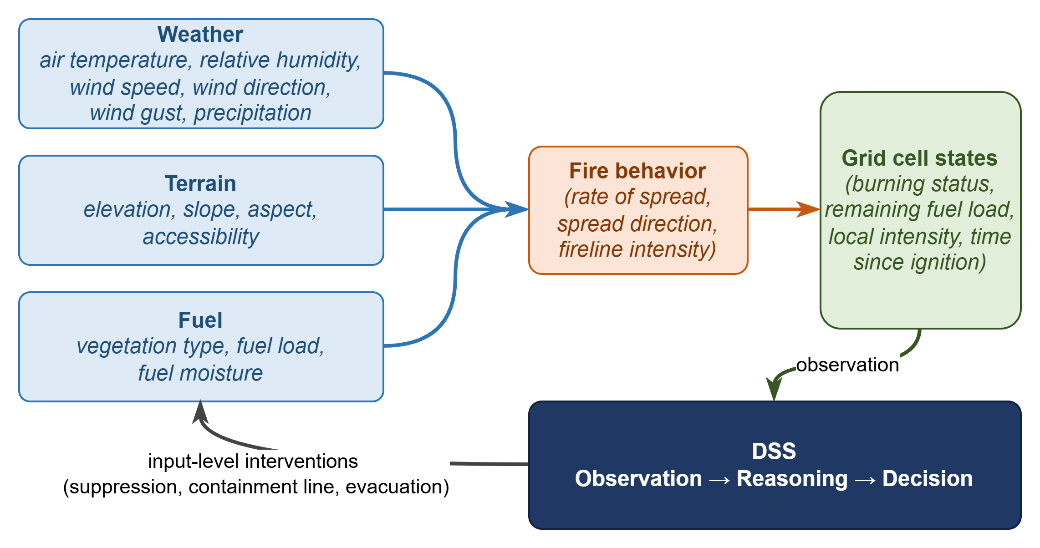 Weather
air temperature, relative humidity,
wind speed, wind direction,
wind gust, precipitation
Terrain
elevation, slope, aspect,
accessibility
Fuel
vegetation type, fuel load,
fuel moisture
Fire behavior
(rate of spread,
spread direction,
fireline intensity)
Grid cell states
(burning status,
remaining fuel load,
local intensity, time
since ignition)
observation
DSS
Observation → Reasoning → Decision
input-level interventions
(suppression, containment line, evacuation)